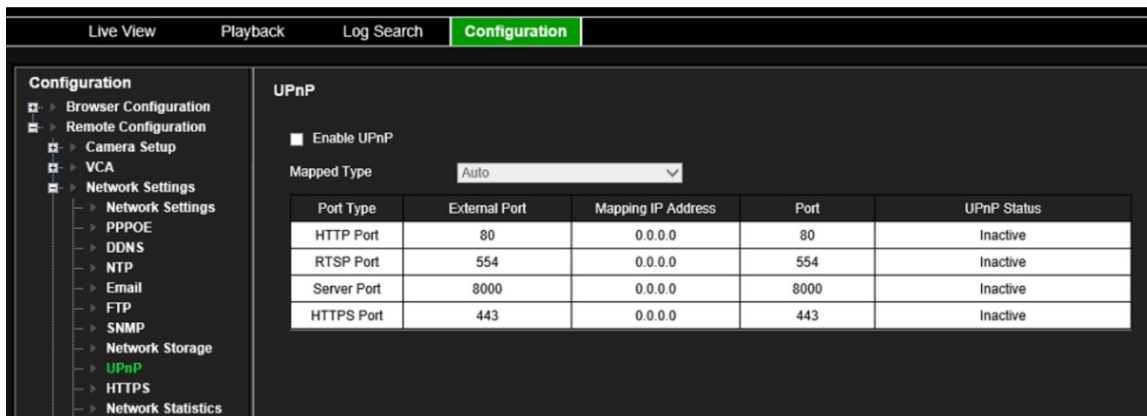 Live View Playback Log Search Configuration
Configuration
Browser Configuration
Remote Configuration
Camera Setup
VCA
Network Settings
Network Settings
PPPOE
DDNS
NTP
Email
FTP
SNMP
Network Storage
UPnP
HTTPS
Network Statistics
UPnP
Enable UPnP
Mapped Type Auto
Port Type External Port Mapping IP Address Port UPnP Status
HTTP Port 80 0.0.0.0 80 Inactive
RTSP Port 554 0.0.0.0 554 Inactive
Server Port 8000 0.0.0.0 8000 Inactive
HTTPS Port 443 0.0.0.0 443 Inactive